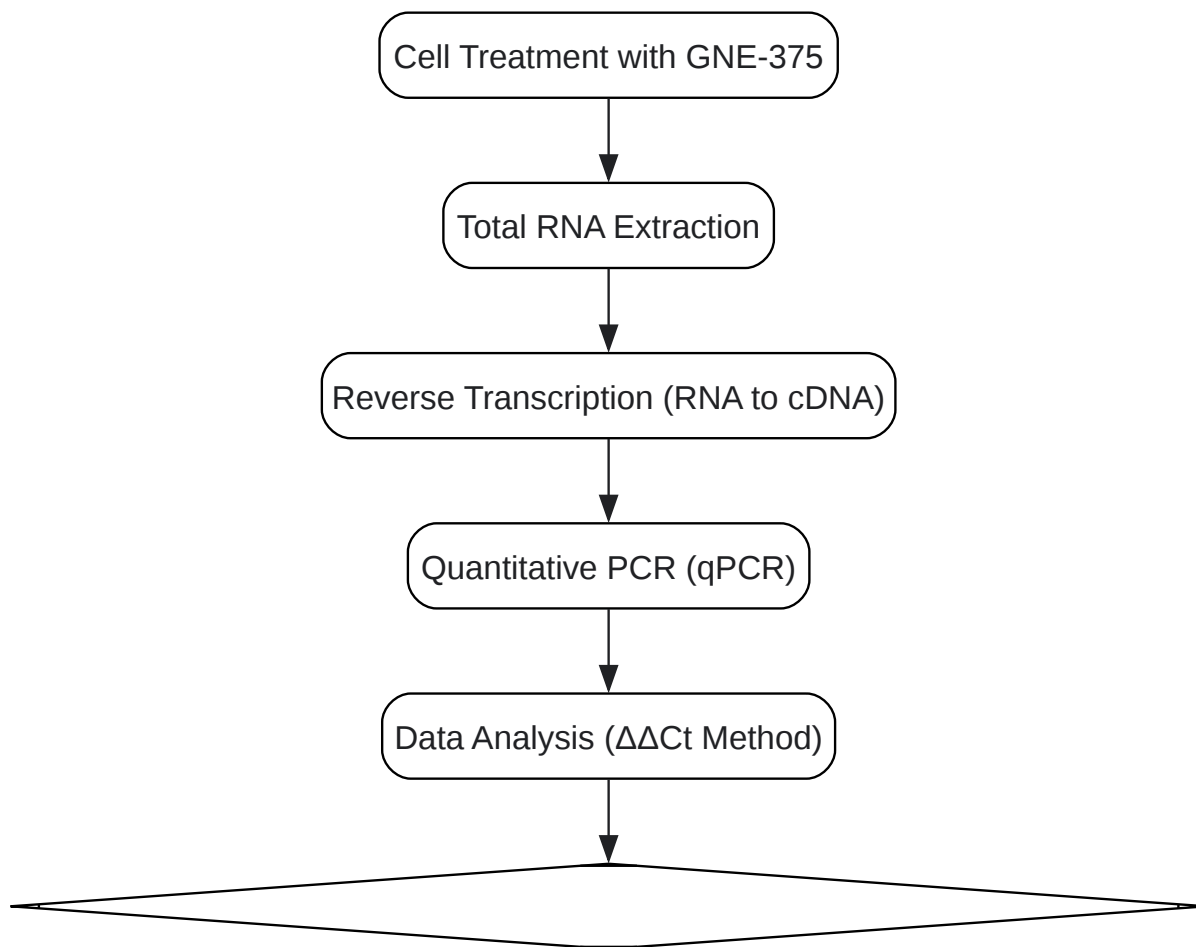 Cell Treatment with GNE-375
Total RNA Extraction
Reverse Transcription (RNA to cDNA)
Quantitative PCR (qPCR)
Data Analysis (ΔΔCt Method)